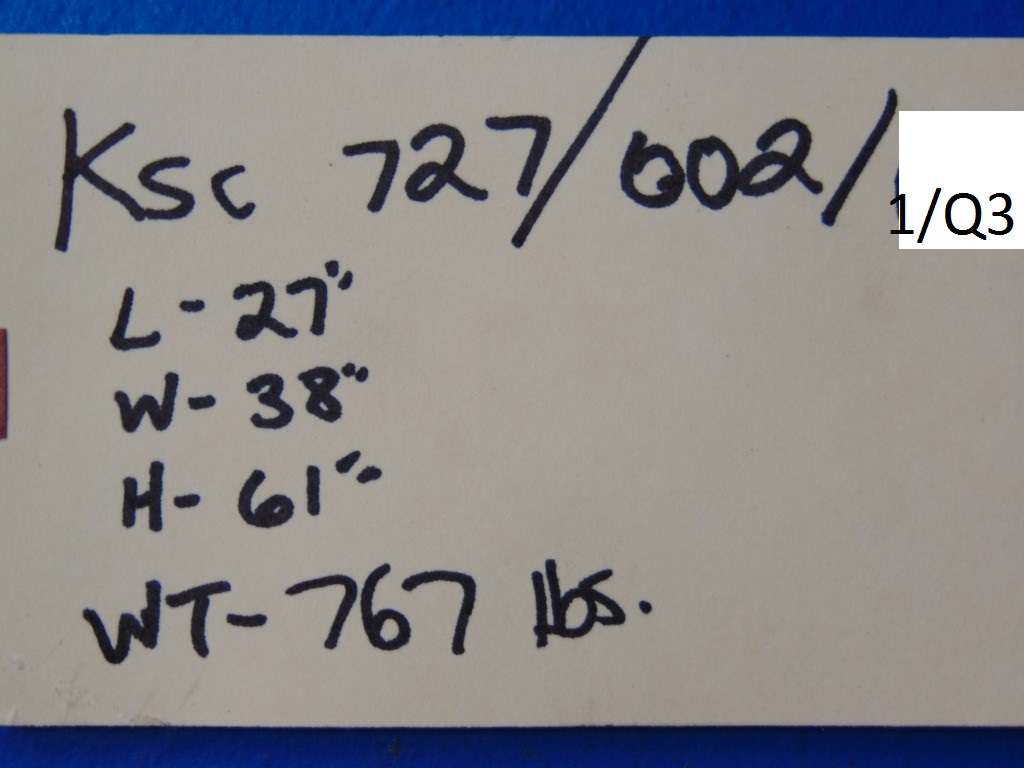 Ksc 727/002/1/Q3
L-27"
W-38"
H-61"
WT-767 lbs.